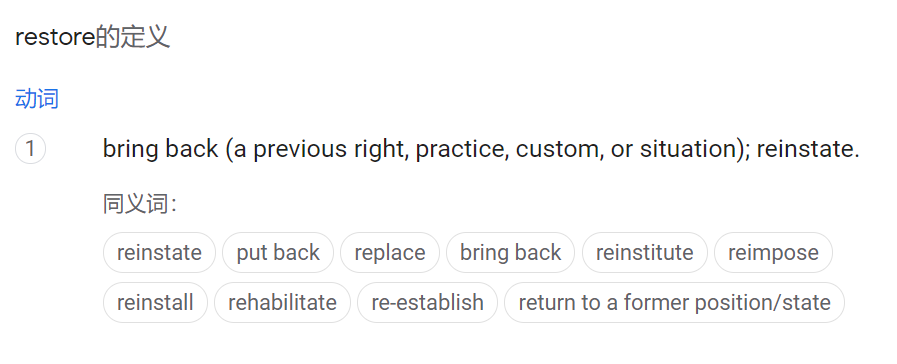 restore的定义
动词
1 bring back (a previous right, practice, custom, or situation); reinstate.
同义词：
reinstate put back replace bring back reinstitute reimpose
reinstall rehabilitate re-establish return to a former position/state